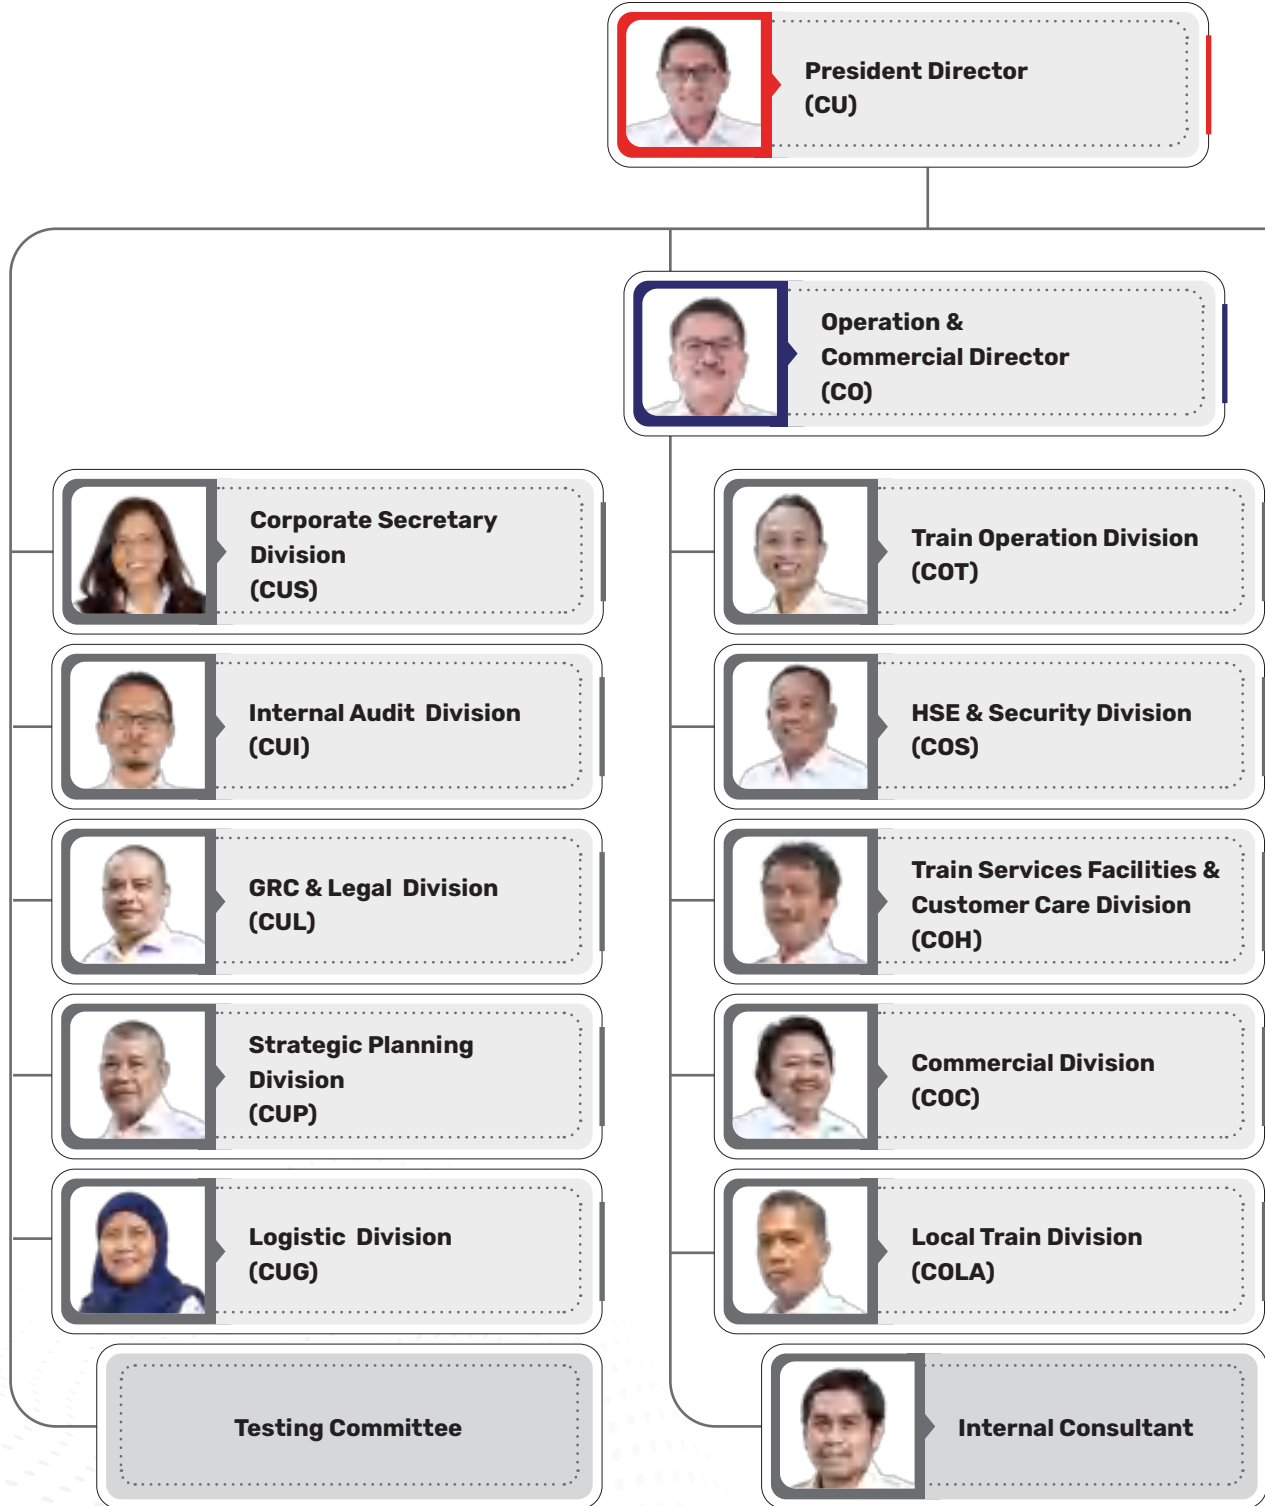 President Director
(CU)
Operation &
Commercial Director
(CO)
Corporate Secretary
Division
(CUS)
Internal Audit Division
(CUI)
GRC & Legal Division
(CUL)
Strategic Planning
Division
(CUP)
Logistic Division
(CUG)
Testing Committee
Train Operation Division
(COT)
HSE & Security Division
(COS)
Train Services Facilities &
Customer Care Division
(COH)
Commercial Division
(COC)
Local Train Division
(COLA)
Internal Consultant